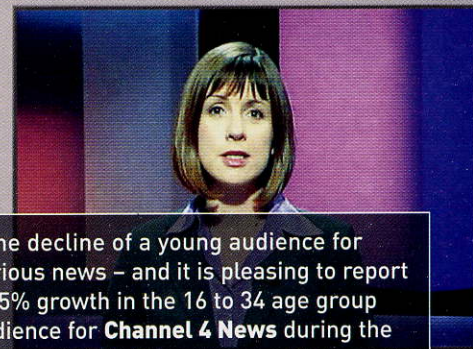 ne decline of a young audience for
rious news – and it is pleasing to report
5% growth in the 16 to 34 age group
dience for Channel 4 News during the